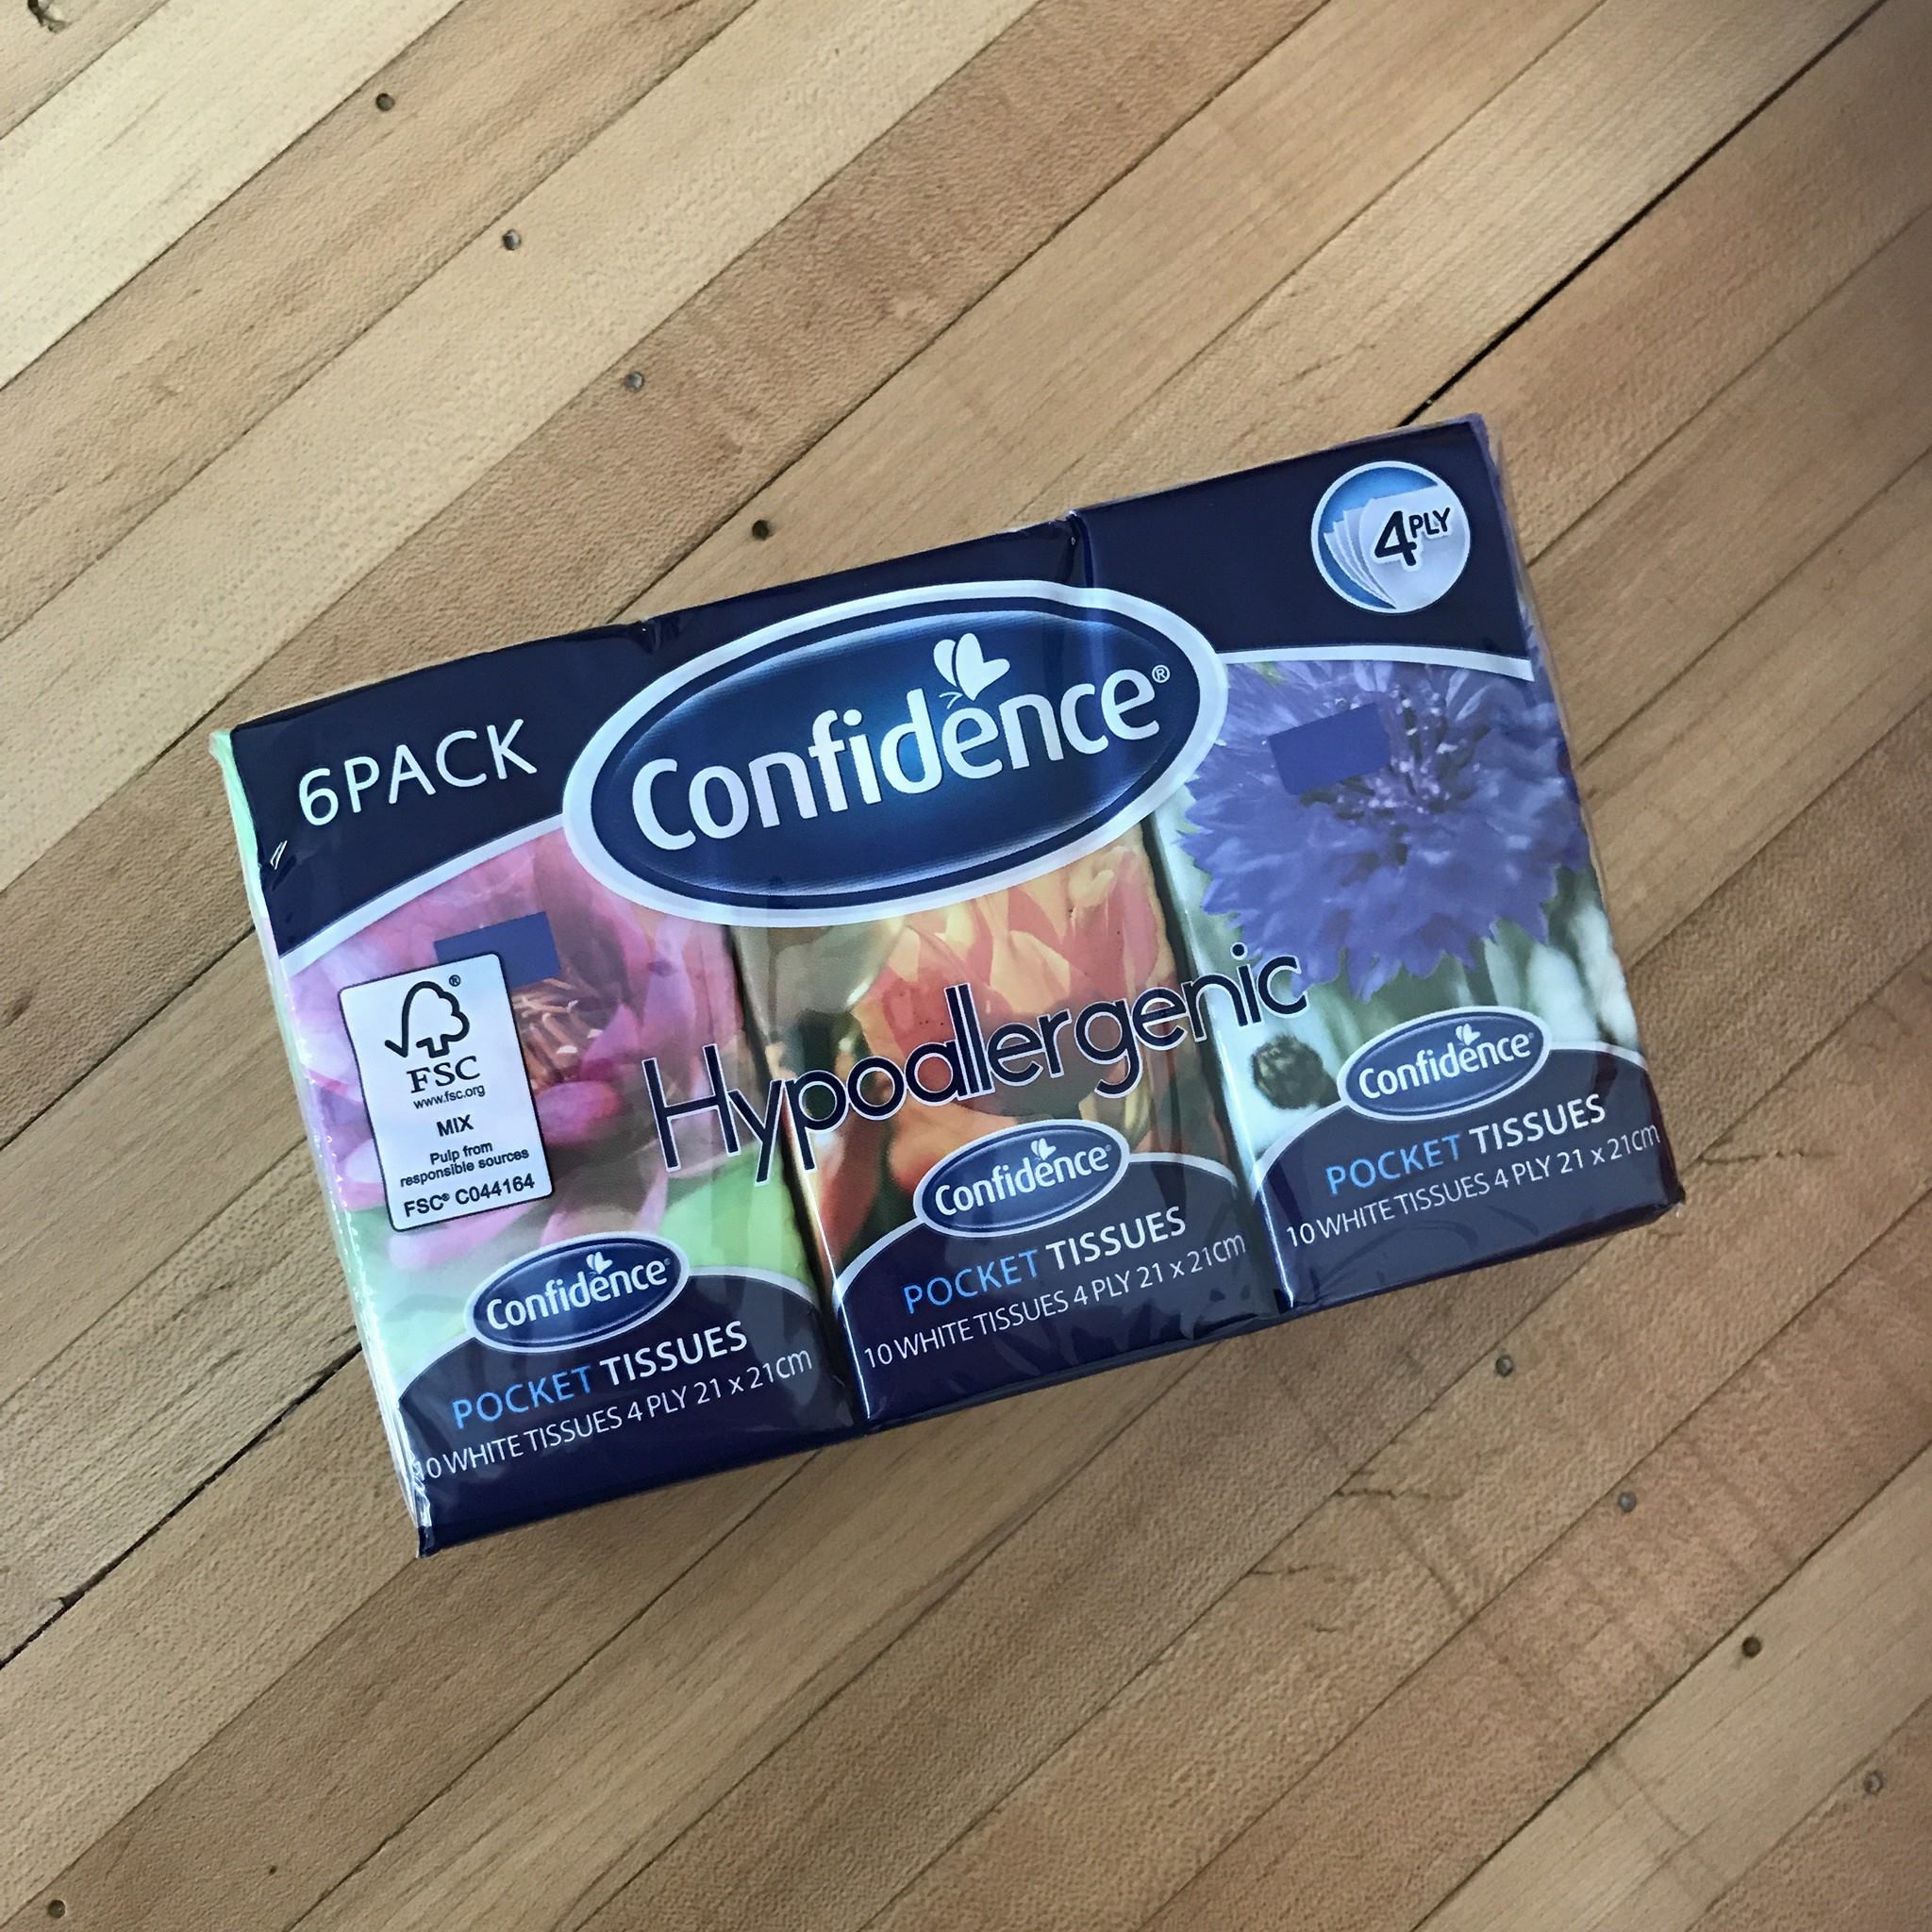 6PACK
Confidence®
4PLY
FSC®
www.fsc.org
MIX
Pulp from
responsible sources
FSC® C044164
Hypoallergenic
Confidence
POCKET TISSUES
10 WHITE TISSUES 4 PLY 21 x 21cm
Confidence
POCKET TISSUES
10 WHITE TISSUES 4 PLY 21 x 21cm
Confidence
POCKET TISSUES
10 WHITE TISSUES 4 PLY 21 x 21cm